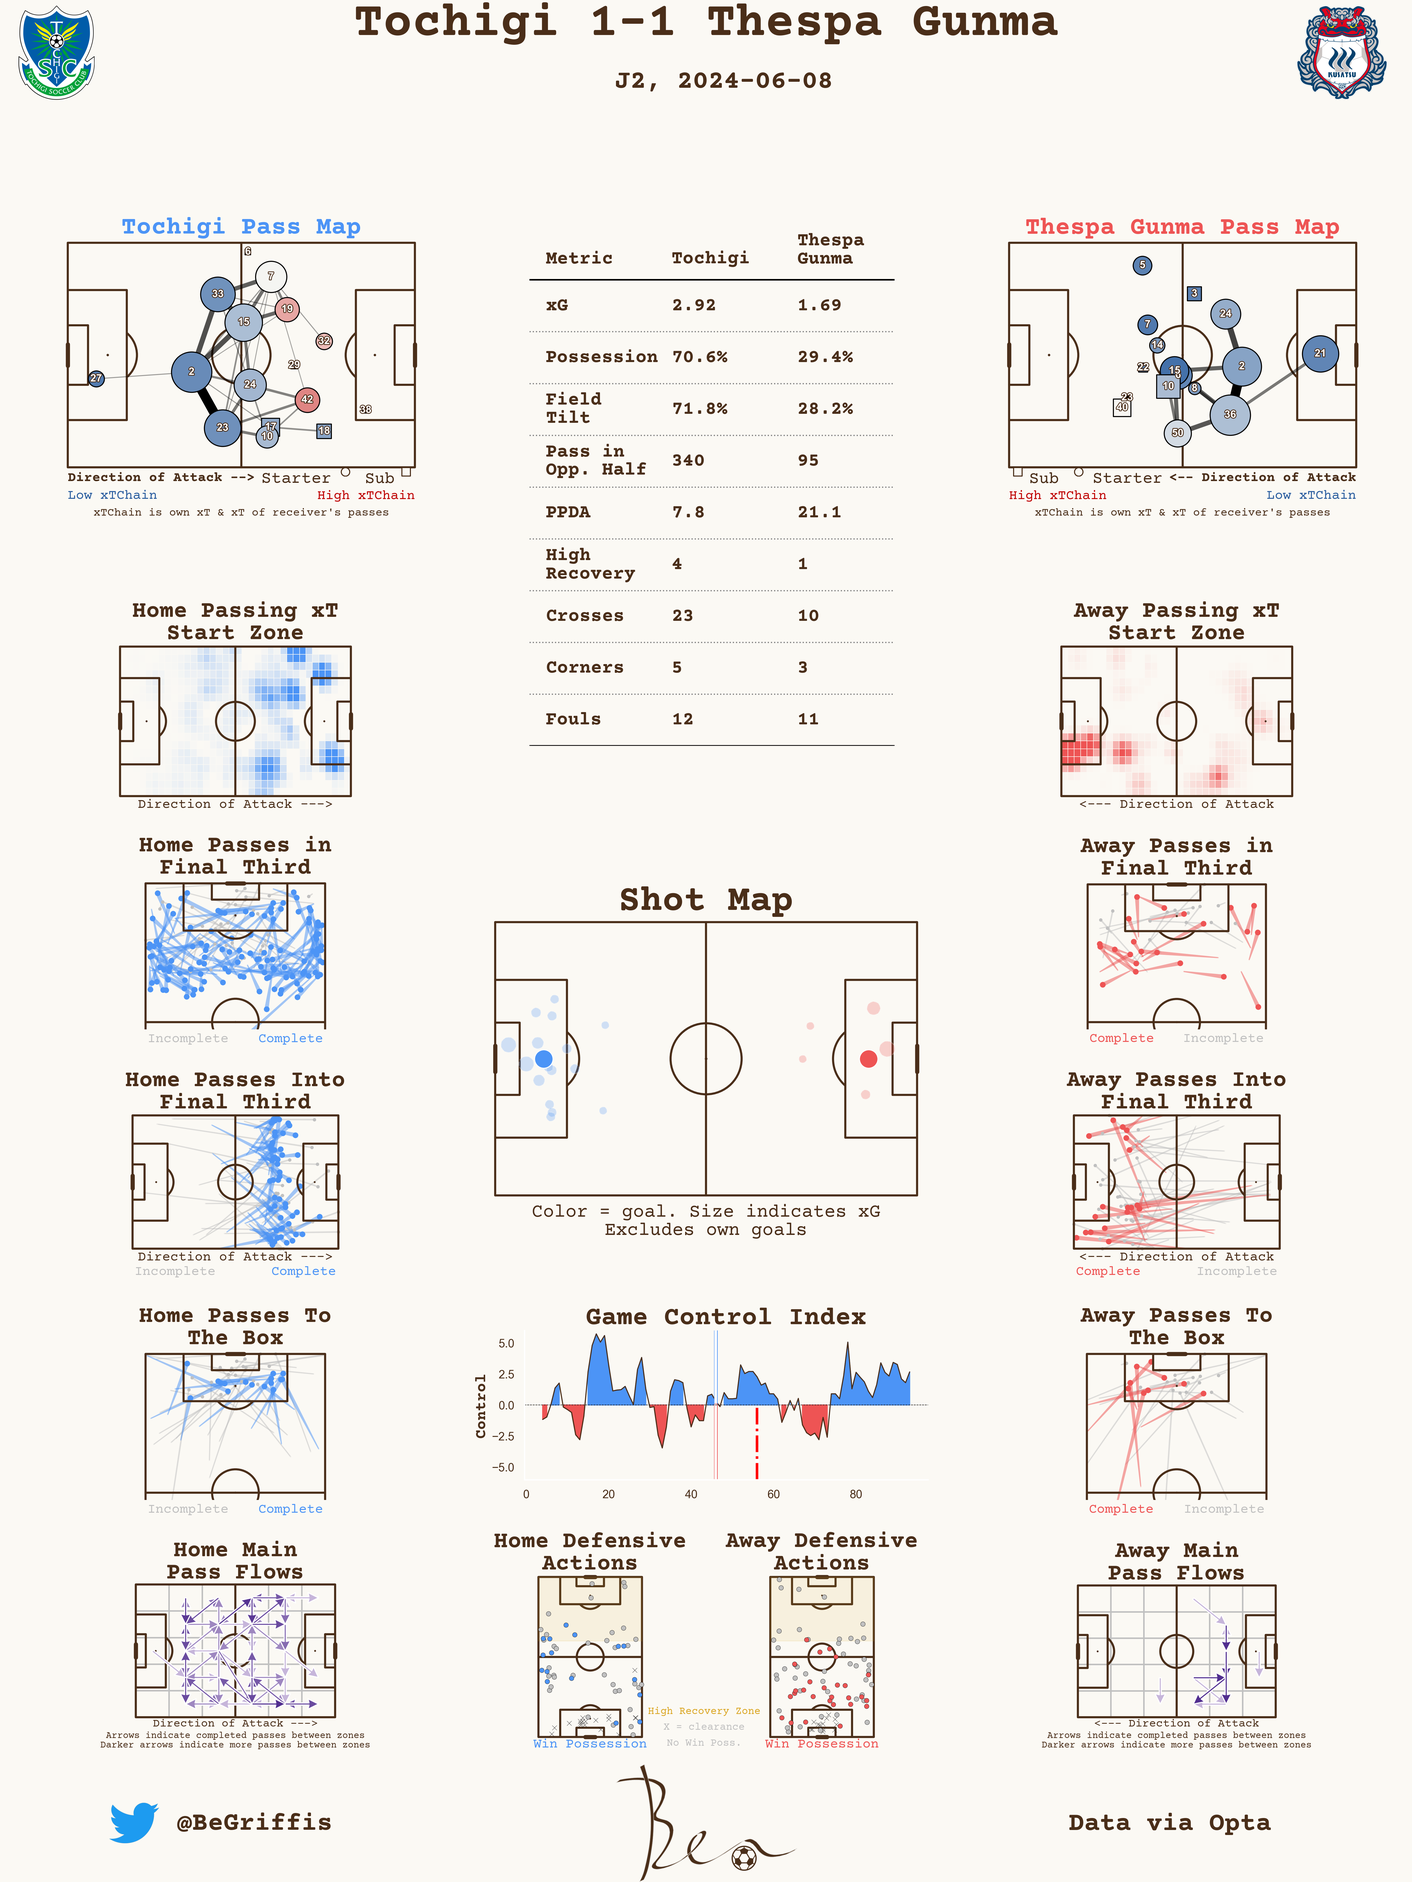 Tochigi 1-1 Thespa Gunma
J2, 2024-06-08
TOCHIGI SOCCER CLUB
KUSATSU
Tochigi Pass Map
6
7
33
19
15
32
29
2
27
24
42
38
23
17
10
18
Direction of Attack --> Starter Sub
Low xTChain High xTChain
xTChain is own xT & xT of receiver's passes
Metric Tochigi Thespa Gunma
xG 2.92 1.69
Possession 70.6% 29.4%
Field Tilt 71.8% 28.2%
Pass in Opp. Half 340 95
PPDA 7.8 21.1
High Recovery 4 1
Crosses 23 10
Corners 5 3
Fouls 12 11
Thespa Gunma Pass Map
5
3
24
7
14
21
22
15
2
10
8
23
40
36
50
Sub Starter <-- Direction of Attack
High xTChain Low xTChain
xTChain is own xT & xT of receiver's passes
Home Passing xT
Start Zone
Direction of Attack --->
Away Passing xT
Start Zone
<--- Direction of Attack
Home Passes in
Final Third
Incomplete Complete
Away Passes in
Final Third
Complete Incomplete
Shot Map
Color = goal. Size indicates xG
Excludes own goals
Home Passes Into
Final Third
Direction of Attack --->
Incomplete Complete
Away Passes Into
Final Third
<--- Direction of Attack
Complete Incomplete
Home Passes To
The Box
Incomplete Complete
Game Control Index
Control
5.0
2.5
0.0
−2.5
−5.0
0 20 40 60 80
Away Passes To
The Box
Complete Incomplete
Home Main
Pass Flows
Direction of Attack --->
Arrows indicate completed passes between zones
Darker arrows indicate more passes between zones
Home Defensive
Actions
Win Possession
High Recovery Zone
X = clearance
No Win Poss.
Away Defensive
Actions
Win Possession
Away Main
Pass Flows
<--- Direction of Attack
Arrows indicate completed passes between zones
Darker arrows indicate more passes between zones
@BeGriffis
Ben
Data via Opta